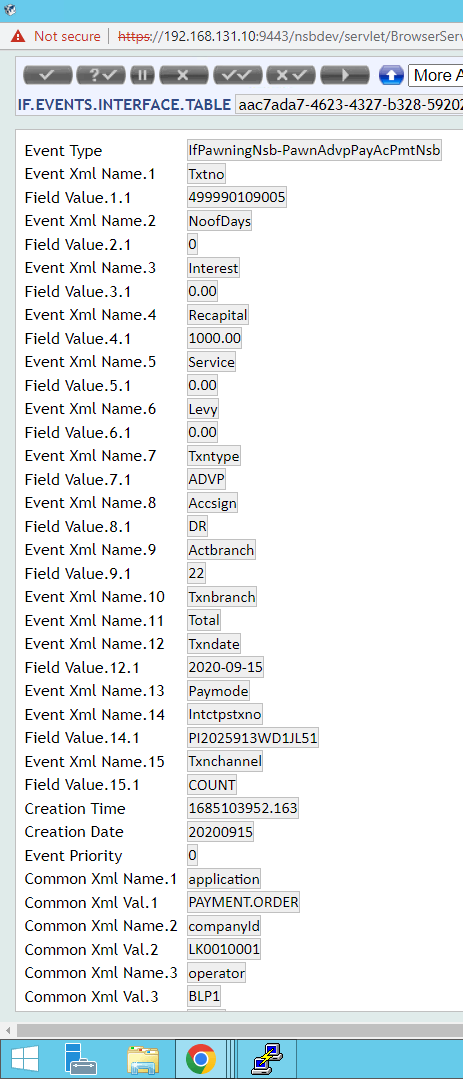 Not secure | https://192.168.131.10:9443/nsbdev/servlet/BrowserServ
More A
IF.EVENTS.INTERFACE.TABLE aac7ada7-4623-4327-b328-59202
Event Type IfPawningNsb-PawnAdvpPayAcPmtNsb
Event Xml Name.1 Txtno
Field Value.1.1 499990109005
Event Xml Name.2 NoofDays
Field Value.2.1 0
Event Xml Name.3 Interest
Field Value.3.1 0.00
Event Xml Name.4 Recapital
Field Value.4.1 1000.00
Event Xml Name.5 Service
Field Value.5.1 0.00
Event Xml Name.6 Levy
Field Value.6.1 0.00
Event Xml Name.7 Txntype
Field Value.7.1 ADVP
Event Xml Name.8 Accsign
Field Value.8.1 DR
Event Xml Name.9 Actbranch
Field Value.9.1 22
Event Xml Name.10 Txnbranch
Event Xml Name.11 Total
Event Xml Name.12 Txndate
Field Value.12.1 2020-09-15
Event Xml Name.13 Paymode
Event Xml Name.14 Intctpstxno
Field Value.14.1 PI2025913WD1JL51
Event Xml Name.15 Txnchannel
Field Value.15.1 COUNT
Creation Time 1685103952.163
Creation Date 20200915
Event Priority 0
Common Xml Name.1 application
Common Xml Val.1 PAYMENT.ORDER
Common Xml Name.2 companyId
Common Xml Val.2 LK0010001
Common Xml Name.3 operator
Common Xml Val.3 BLP1